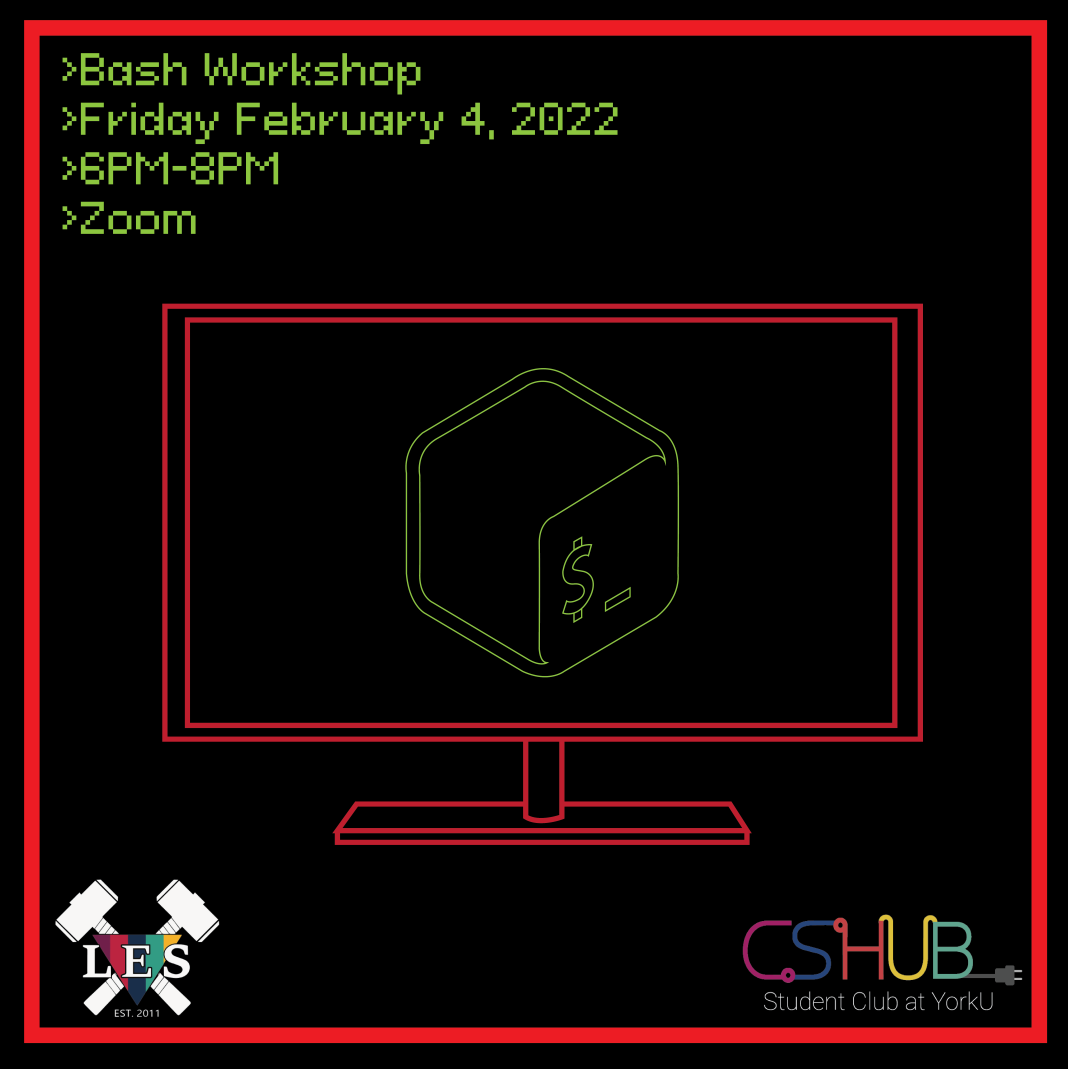 >Bash Workshop
>Friday February 4, 2022
>6PM-8PM
>Zoom
$_
LES
EST. 2011
CSHUB
Student Club at YorkU